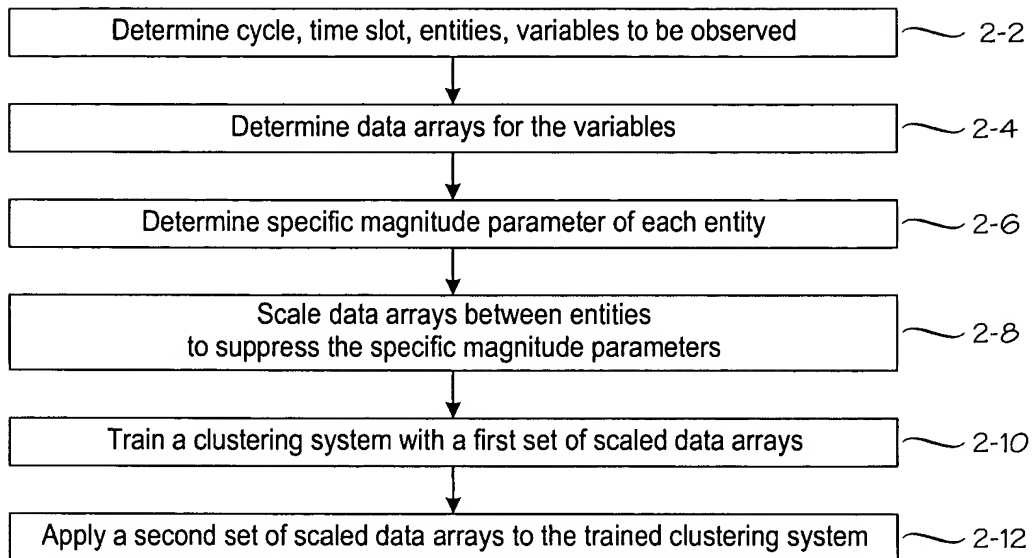 Determine cycle, time slot, entities, variables to be observed 2-2
Determine data arrays for the variables 2-4
Determine specific magnitude parameter of each entity 2-6
Scale data arrays between entities
to suppress the specific magnitude parameters 2-8
Train a clustering system with a first set of scaled data arrays 2-10
Apply a second set of scaled data arrays to the trained clustering system 2-12